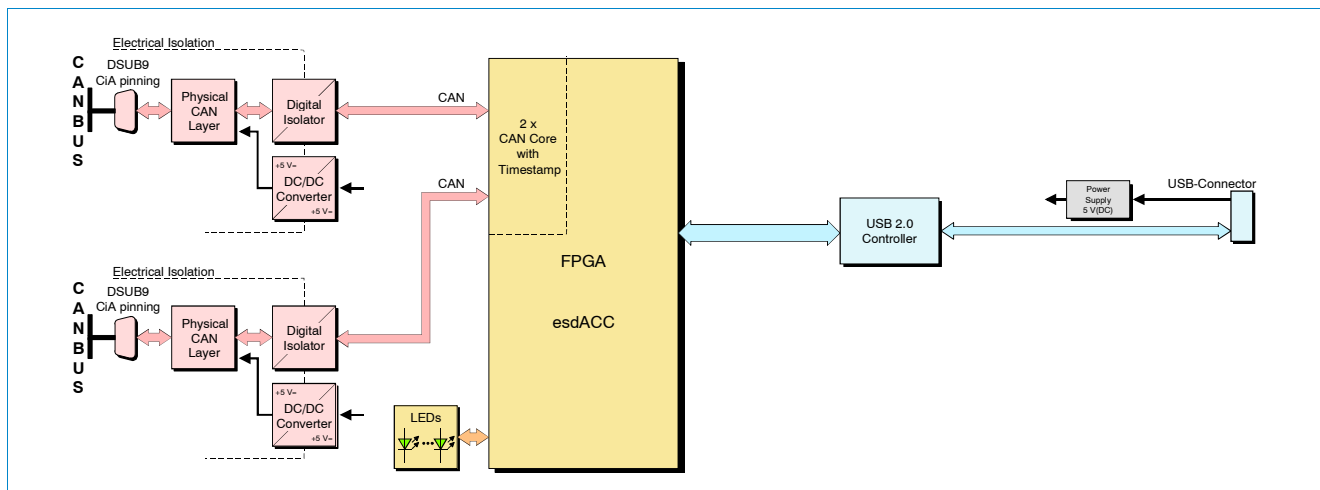 Electrical Isolation
CANBUS
DSUB9
CiA pinning
Physical
CAN
Layer
Digital
Isolator
+5 V=
DC/DC
Converter
+5 V=
CAN
2 x
CAN Core
with
Timestamp
CAN
Electrical Isolation
CANBUS
DSUB9
CiA pinning
Physical
CAN
Layer
Digital
Isolator
+5 V=
DC/DC
Converter
+5 V=
LEDs
FPGA
esdACC
USB 2.0
Controller
Power
Supply
5 V(DC)
USB-Connector